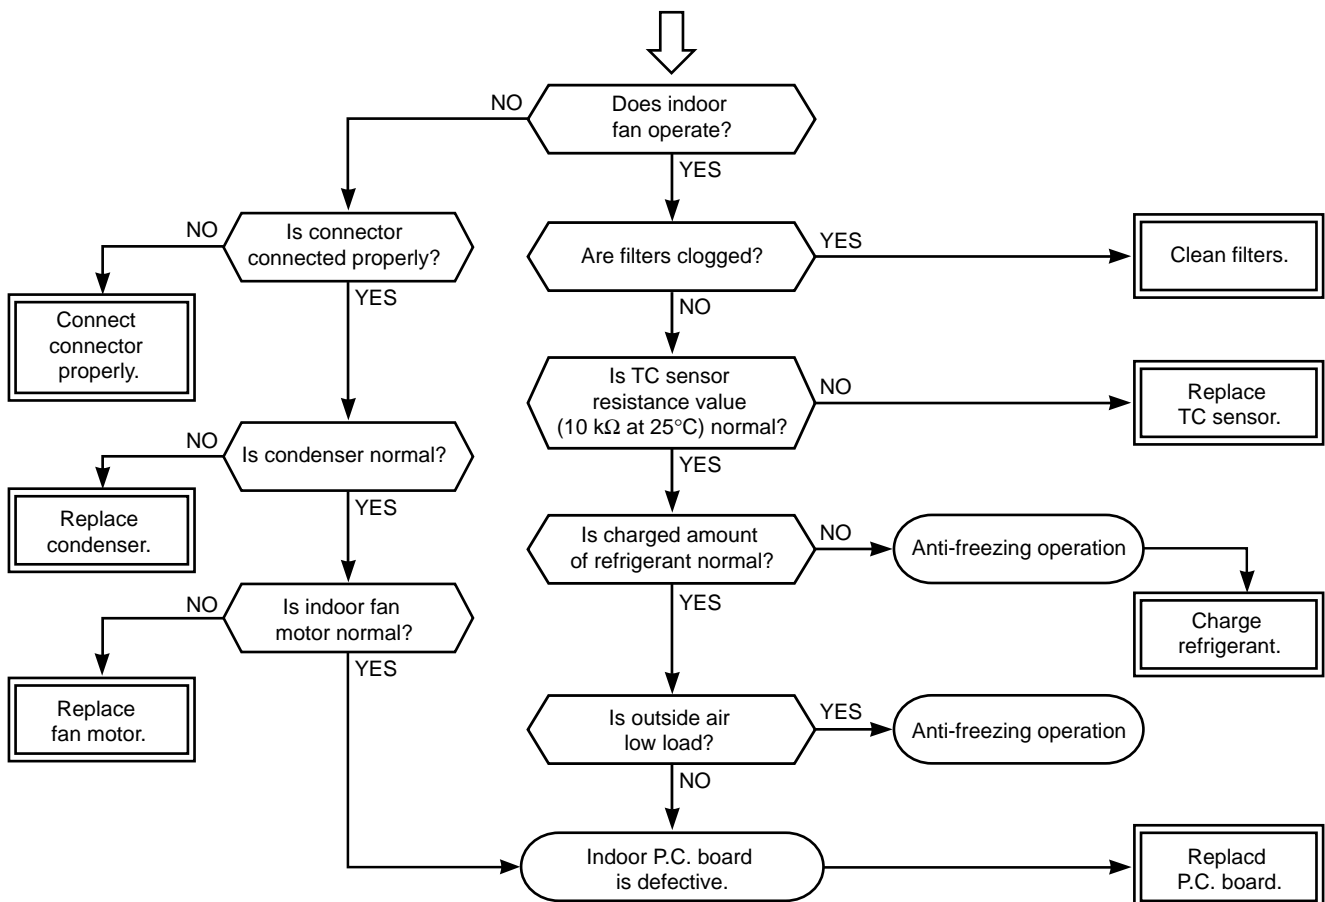 Does indoor
fan operate?
NO
YES
Is connector
connected properly?
NO
YES
Connect
connector
properly.
Are filters clogged?
YES
NO
Clean filters.
Is TC sensor
resistance value
(10 kΩ at 25°C) normal?
NO
YES
Replace
TC sensor.
Is condenser normal?
NO
YES
Replace
condenser.
Is charged amount
of refrigerant normal?
NO
YES
Anti-freezing operation
Charge
refrigerant.
Is indoor fan
motor normal?
NO
YES
Replace
fan motor.
Is outside air
low load?
YES
NO
Anti-freezing operation
Indoor P.C. board
is defective.
Replacd
P.C. board.